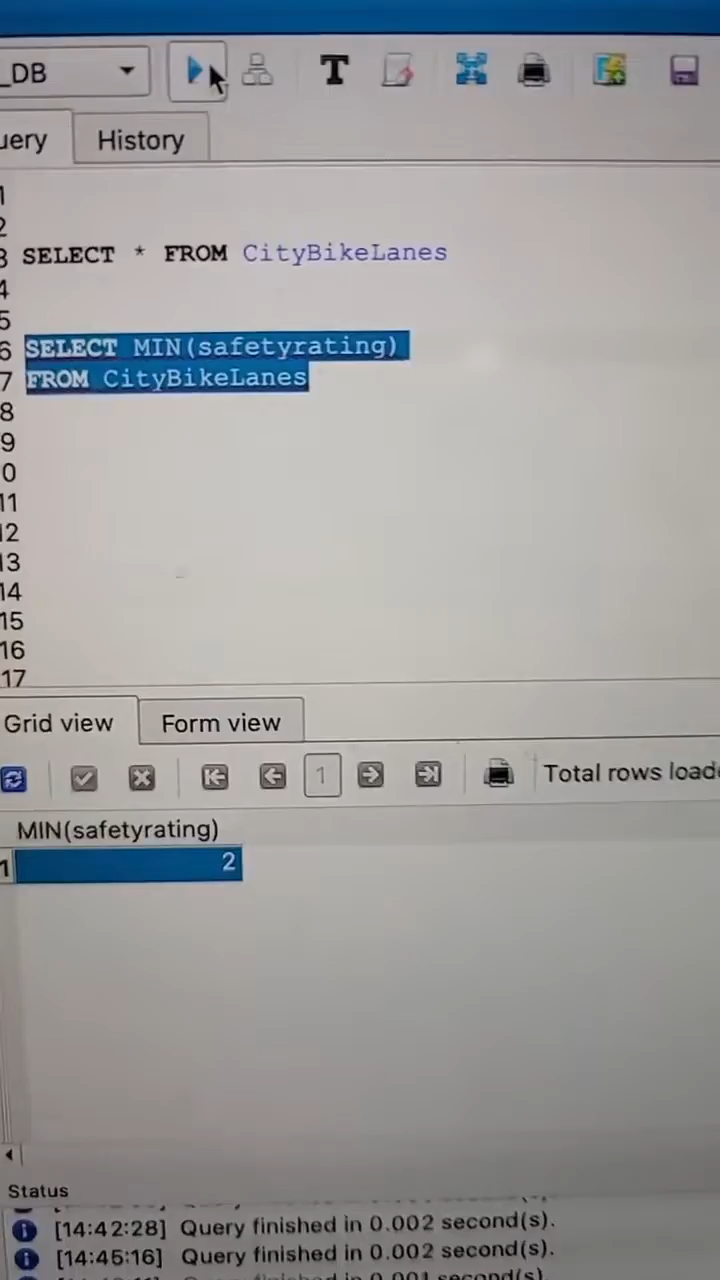 _DB
T
uery
History
1
2
3 SELECT * FROM CityBikeLanes
4
5
6 SELECT MIN(safetyrating)
7 FROM CityBikeLanes
8
9
0
11
12
13
14
15
16
17
Grid view
Form view
1
Total rows load
MIN(safetyrating)
1 2
Status
[14:42:28] Query finished in 0.002 second(s).
[14:45:16] Query finished in 0.002 second(s).